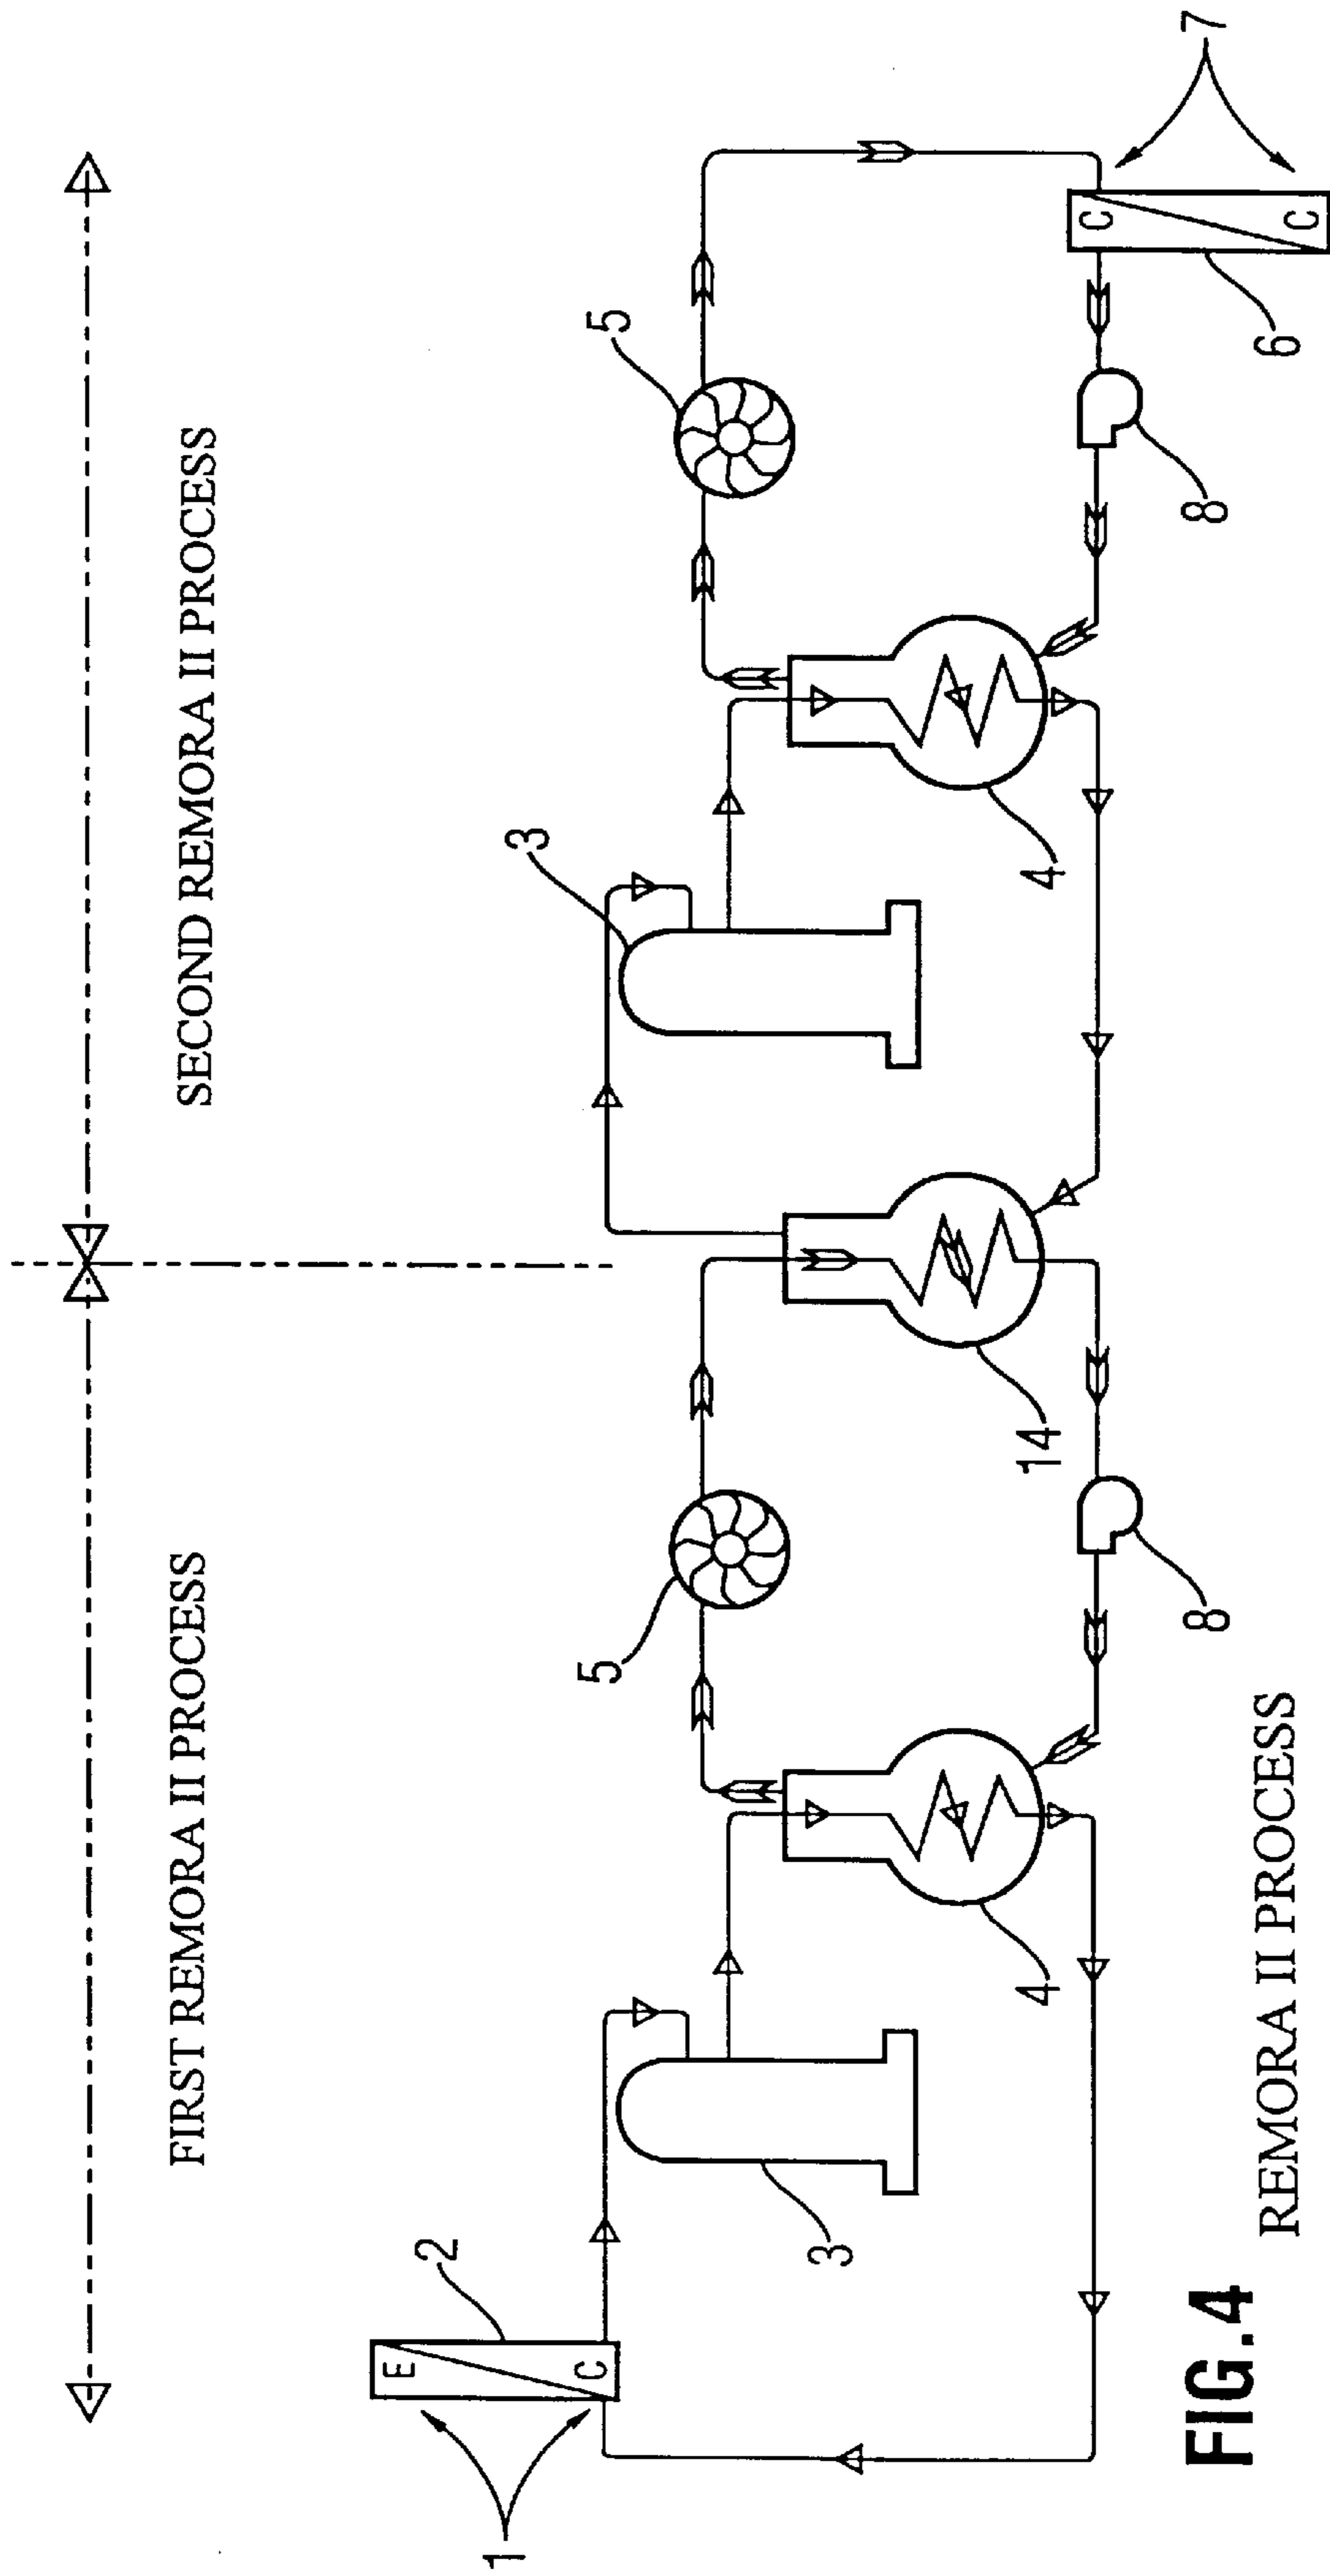 FIRST REMORA II PROCESS
SECOND REMORA II PROCESS
1
E
C
2
3
4
5
14
8
3
4
5
8
C
C
6
7
FIG.4
REMORA II PROCESS